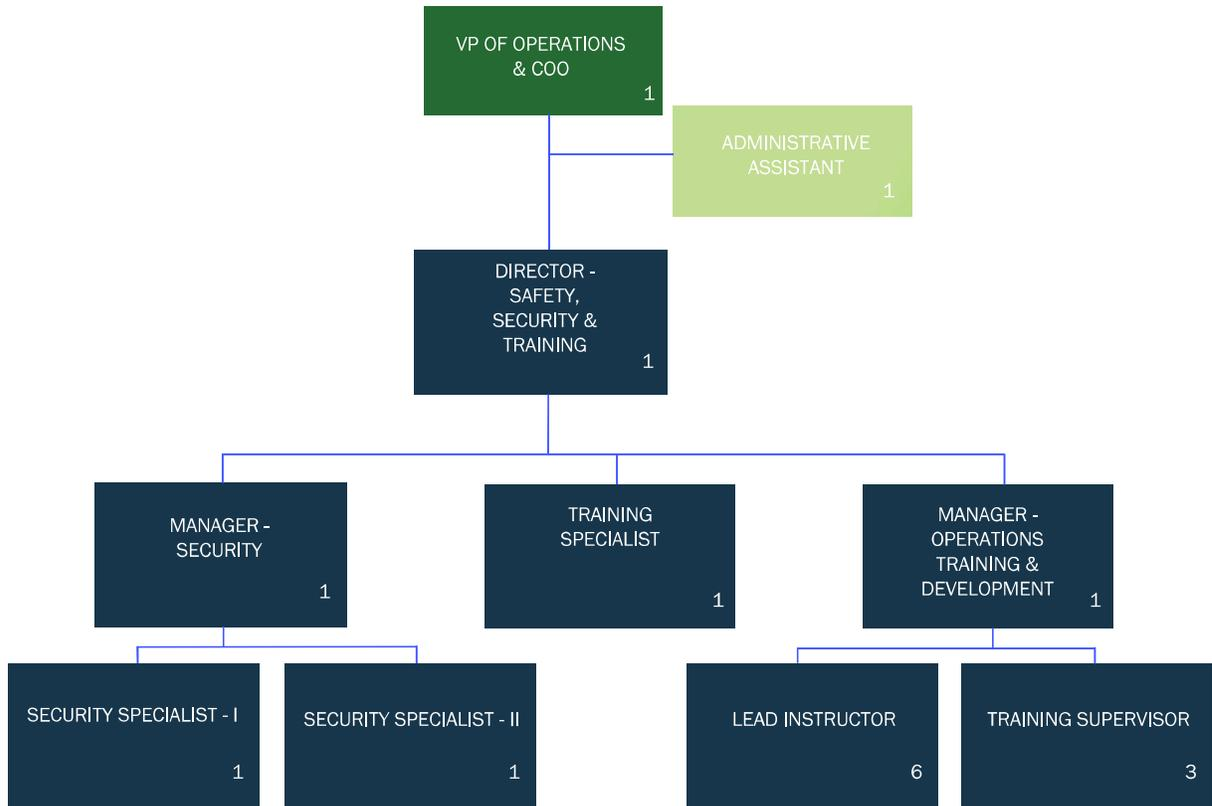 VP OF OPERATIONS
& COO
1
ADMINISTRATIVE
ASSISTANT
1
DIRECTOR -
SAFETY,
SECURITY &
TRAINING
1
MANAGER -
SECURITY
1
TRAINING
SPECIALIST
1
MANAGER -
OPERATIONS
TRAINING &
DEVELOPMENT
1
SECURITY SPECIALIST - I
1
SECURITY SPECIALIST - II
1
LEAD INSTRUCTOR
6
TRAINING SUPERVISOR
3